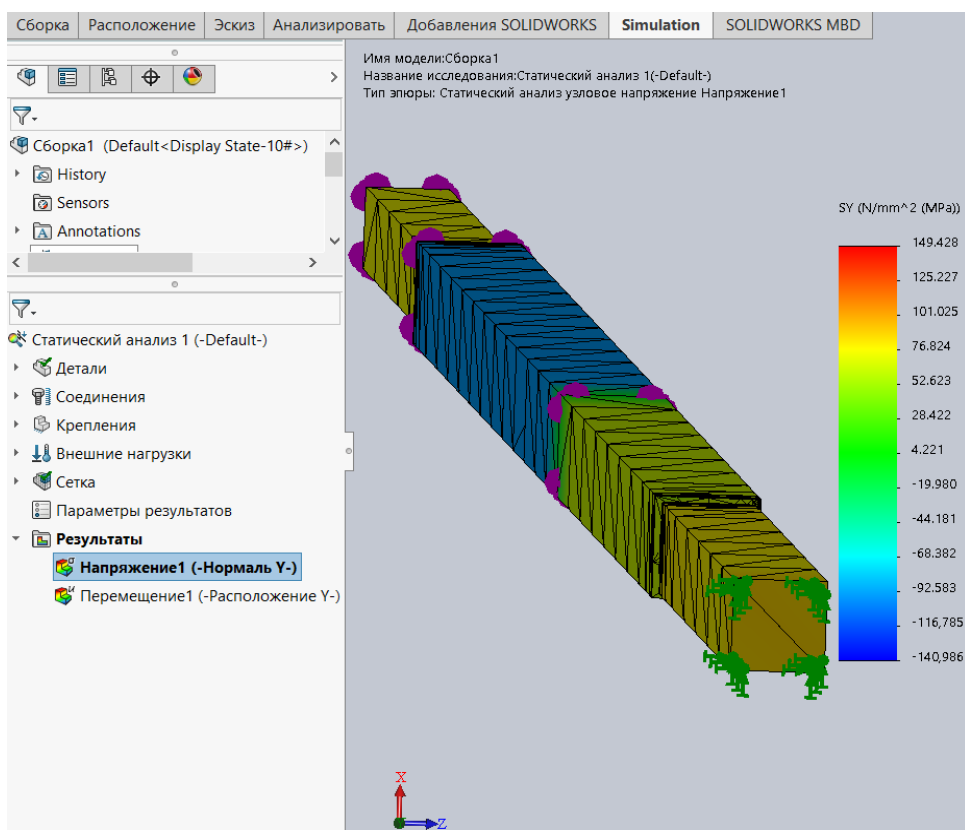 Сборка Расположение Эскиз Анализировать Добавления SOLIDWORKS Simulation SOLIDWORKS MBD
Сборка1 (Default<Display State-10#>)
History
Sensors
Annotations
Статический анализ 1 (-Default-)
Детали
Соединения
Крепления
Внешние нагрузки
Сетка
Параметры результатов
Результаты
Напряжение1 (-Нормаль Y-)
Перемещение1 (-Расположение Y-)
Имя модели:Сборка1
Название исследования:Статический анализ 1(-Default-)
Тип эпюры: Статический анализ узловое напряжение Напряжение1
SY (N/mm^2 (MPa))
149.428
125.227
101.025
76.824
52.623
28.422
4.221
-19.980
-44.181
-68.382
-92.583
-116,785
-140,986
X
Z